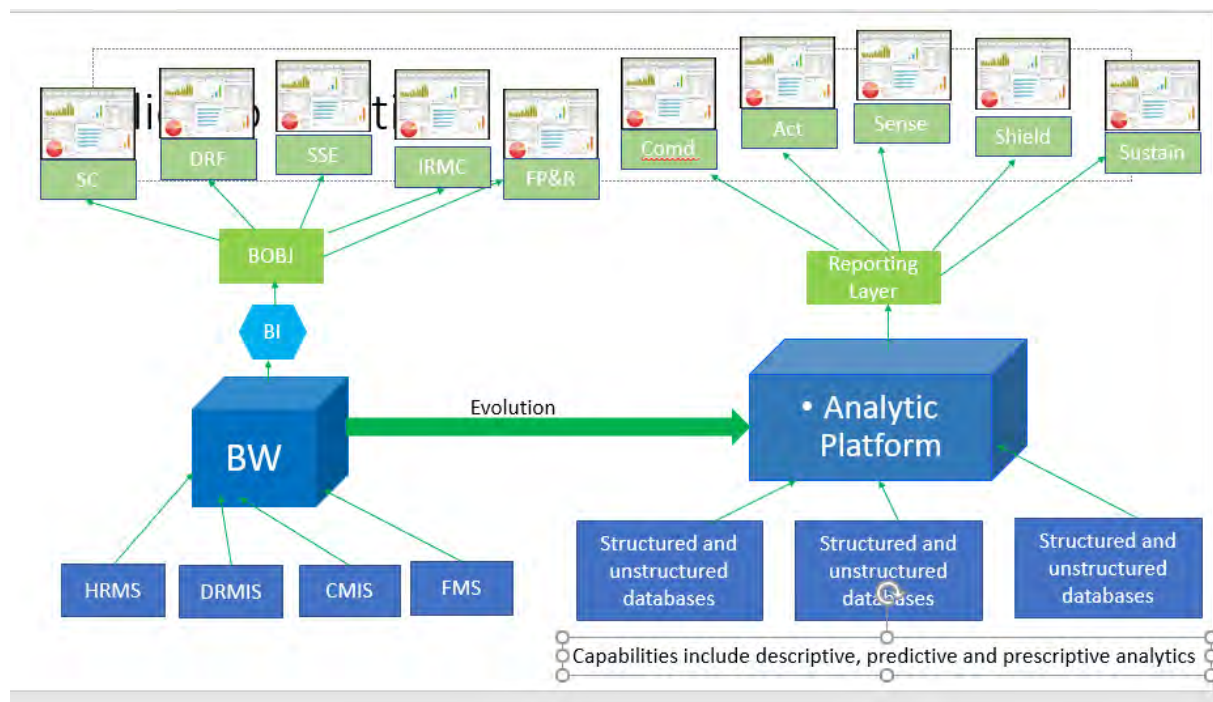 SC
DRF
SSE
IRMC
FP&R
Comd
Act
Sense
Shield
Sustain
BOBJ
Reporting
Layer
BI
Evolution
BW
• Analytic
Platform
HRMS
DRMIS
CMIS
FMS
Structured and
unstructured
databases
Structured and
unstructured
databases
Structured and
unstructured
databases
Capabilities include descriptive, predictive and prescriptive analytics